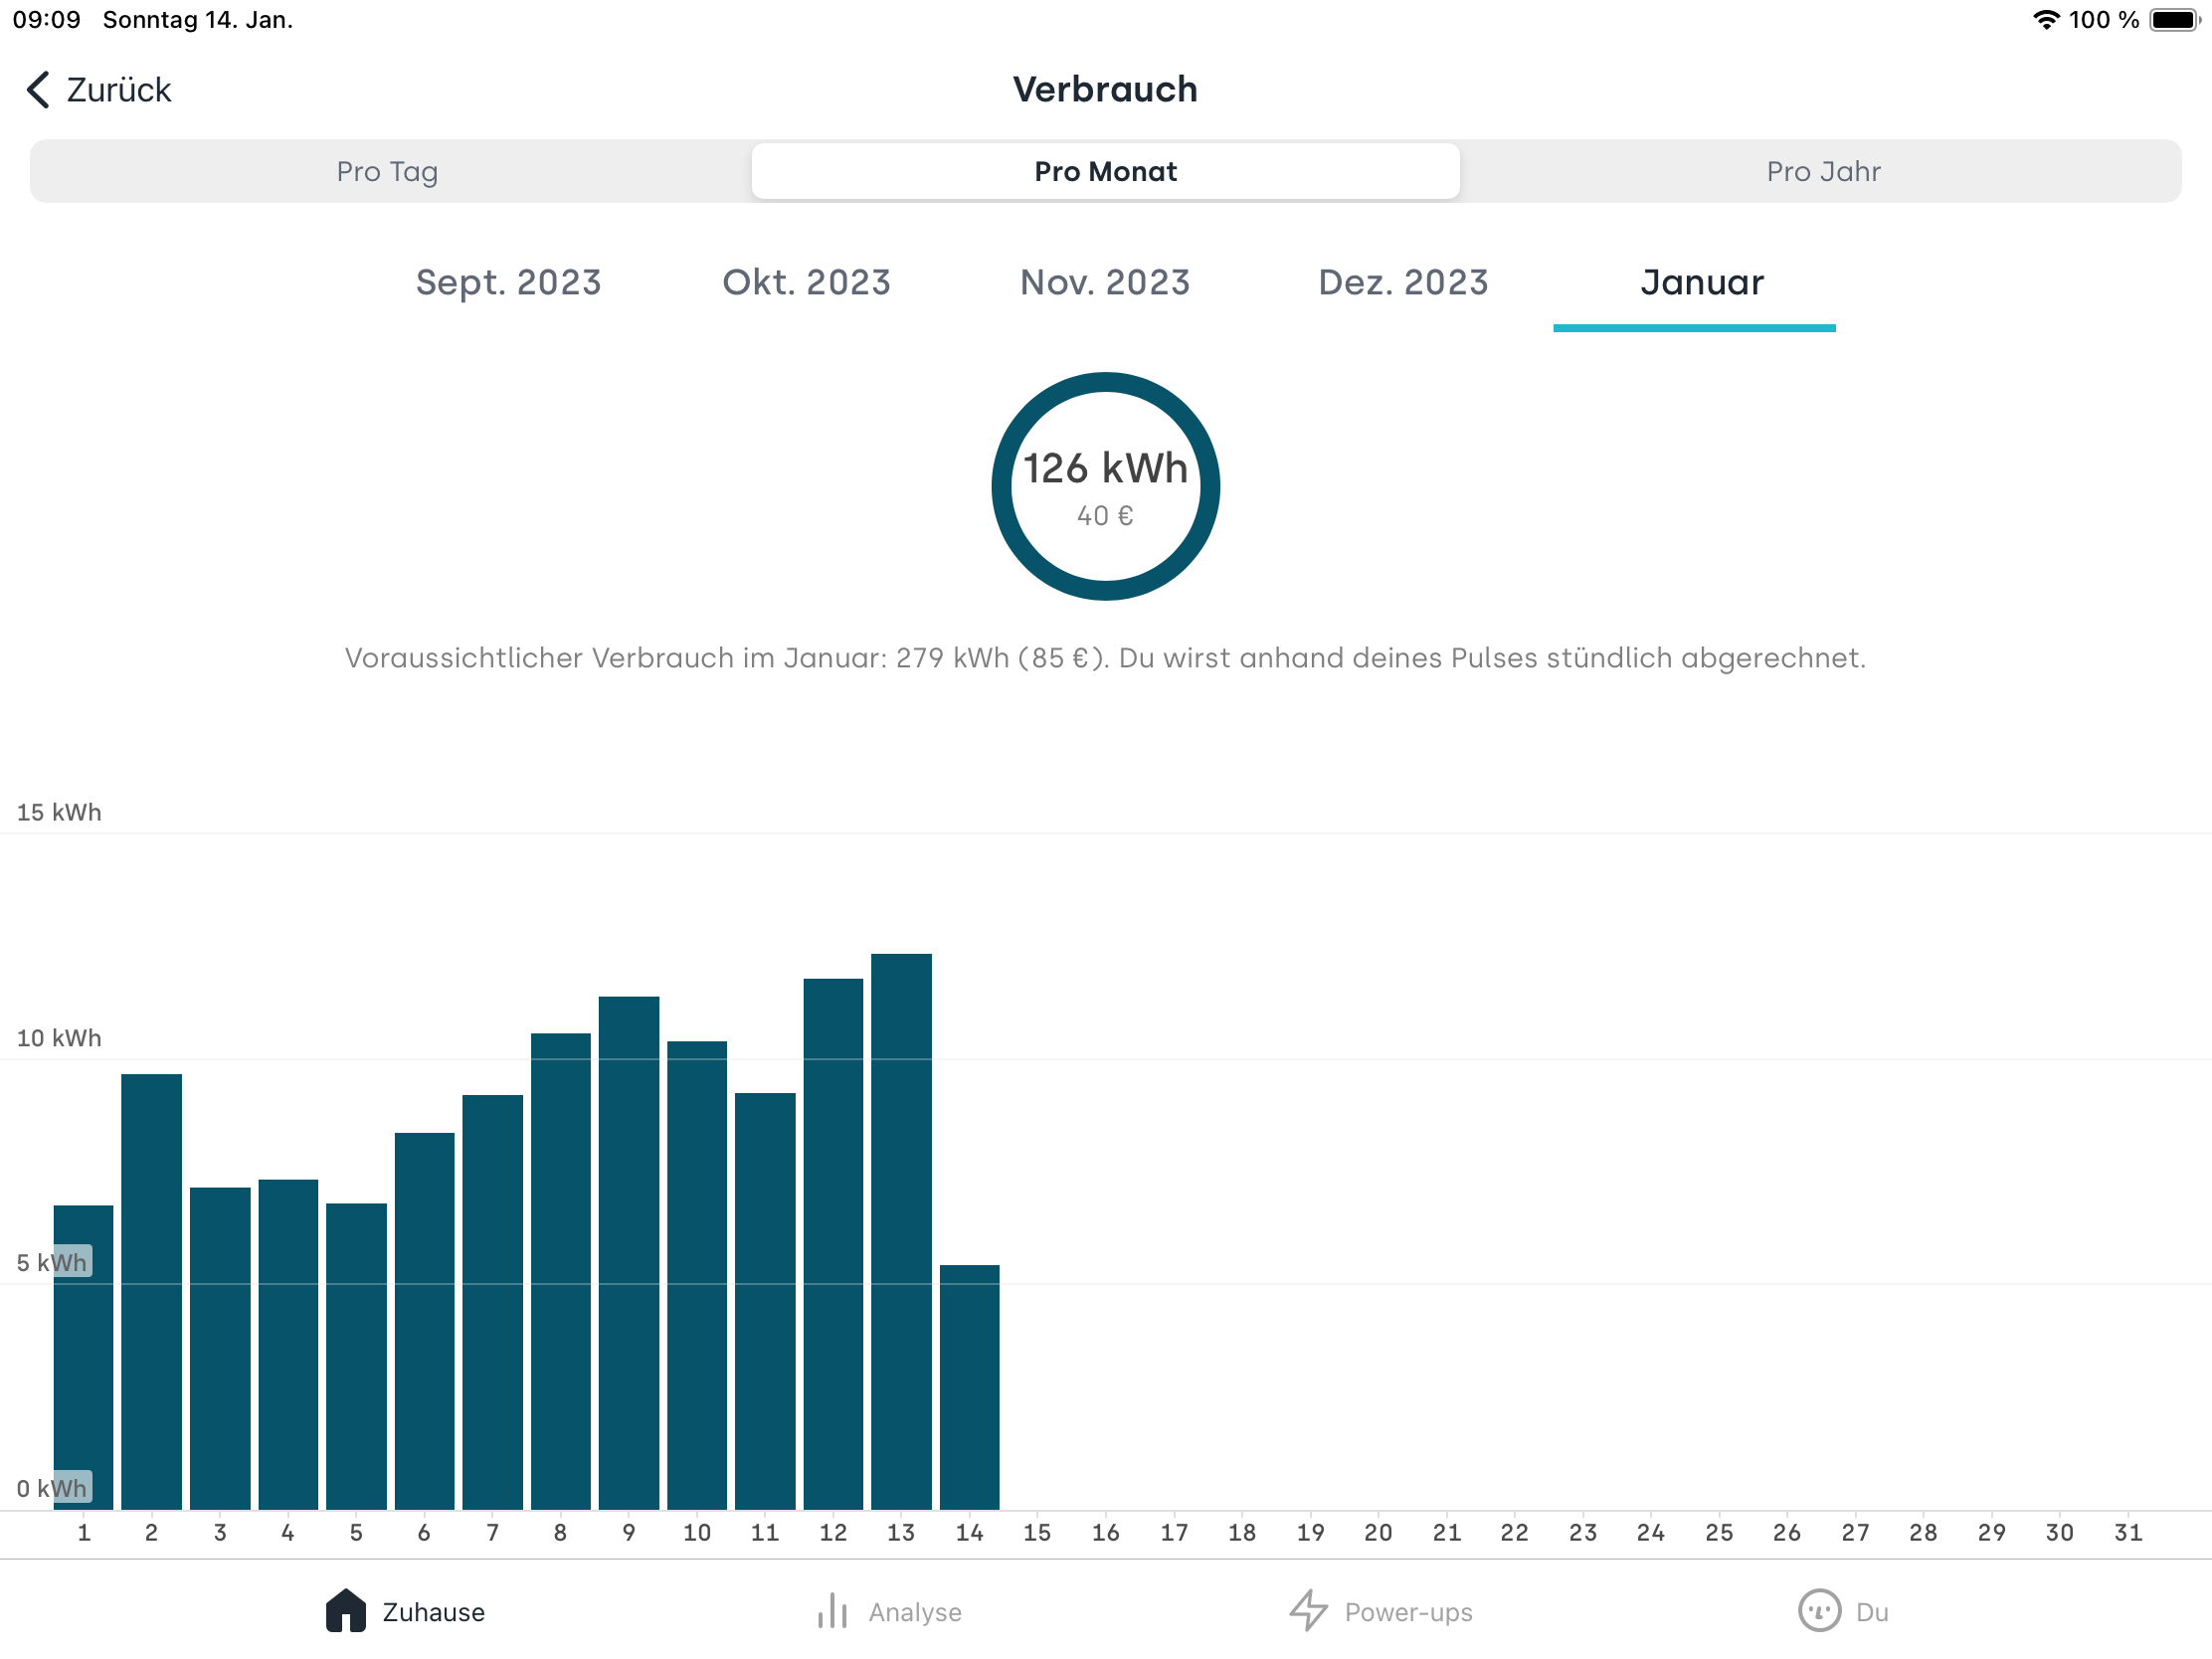 09:09 Sonntag 14. Jan. 100 %
Zurück
Verbrauch
Pro Tag Pro Monat Pro Jahr
Sept. 2023 Okt. 2023 Nov. 2023 Dez. 2023 Januar
126 kWh
40 €
Voraussichtlicher Verbrauch im Januar: 279 kWh (85 €). Du wirst anhand deines Pulses stündlich abgerechnet.
15 kWh
10 kWh
5 kWh
0 kWh
1 2 3 4 5 6 7 8 9 10 11 12 13 14 15 16 17 18 19 20 21 22 23 24 25 26 27 28 29 30 31
Zuhause Analyse Power-ups Du